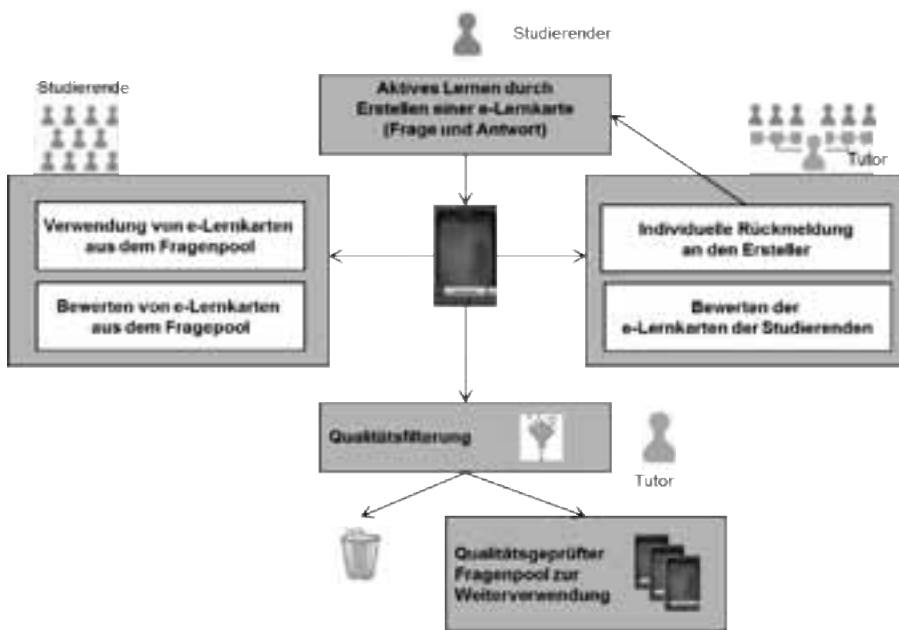 Studierender
Aktives Lernen durch
Erstellen einer e-Lernkarte
(Frage und Antwort)
Studierende
Verwendung von e-Lernkarten
aus dem Fragenpool
Bewerten von e-Lernkarten
aus dem Fragepool
Tutor
Individuelle Rückmeldung
an den Ersteller
Bewerten der
e-Lernkarten der Studierenden
Qualitätsfilterung
Tutor
Qualitätsgeprüfter
Fragenpool zur
Weiterverwendung